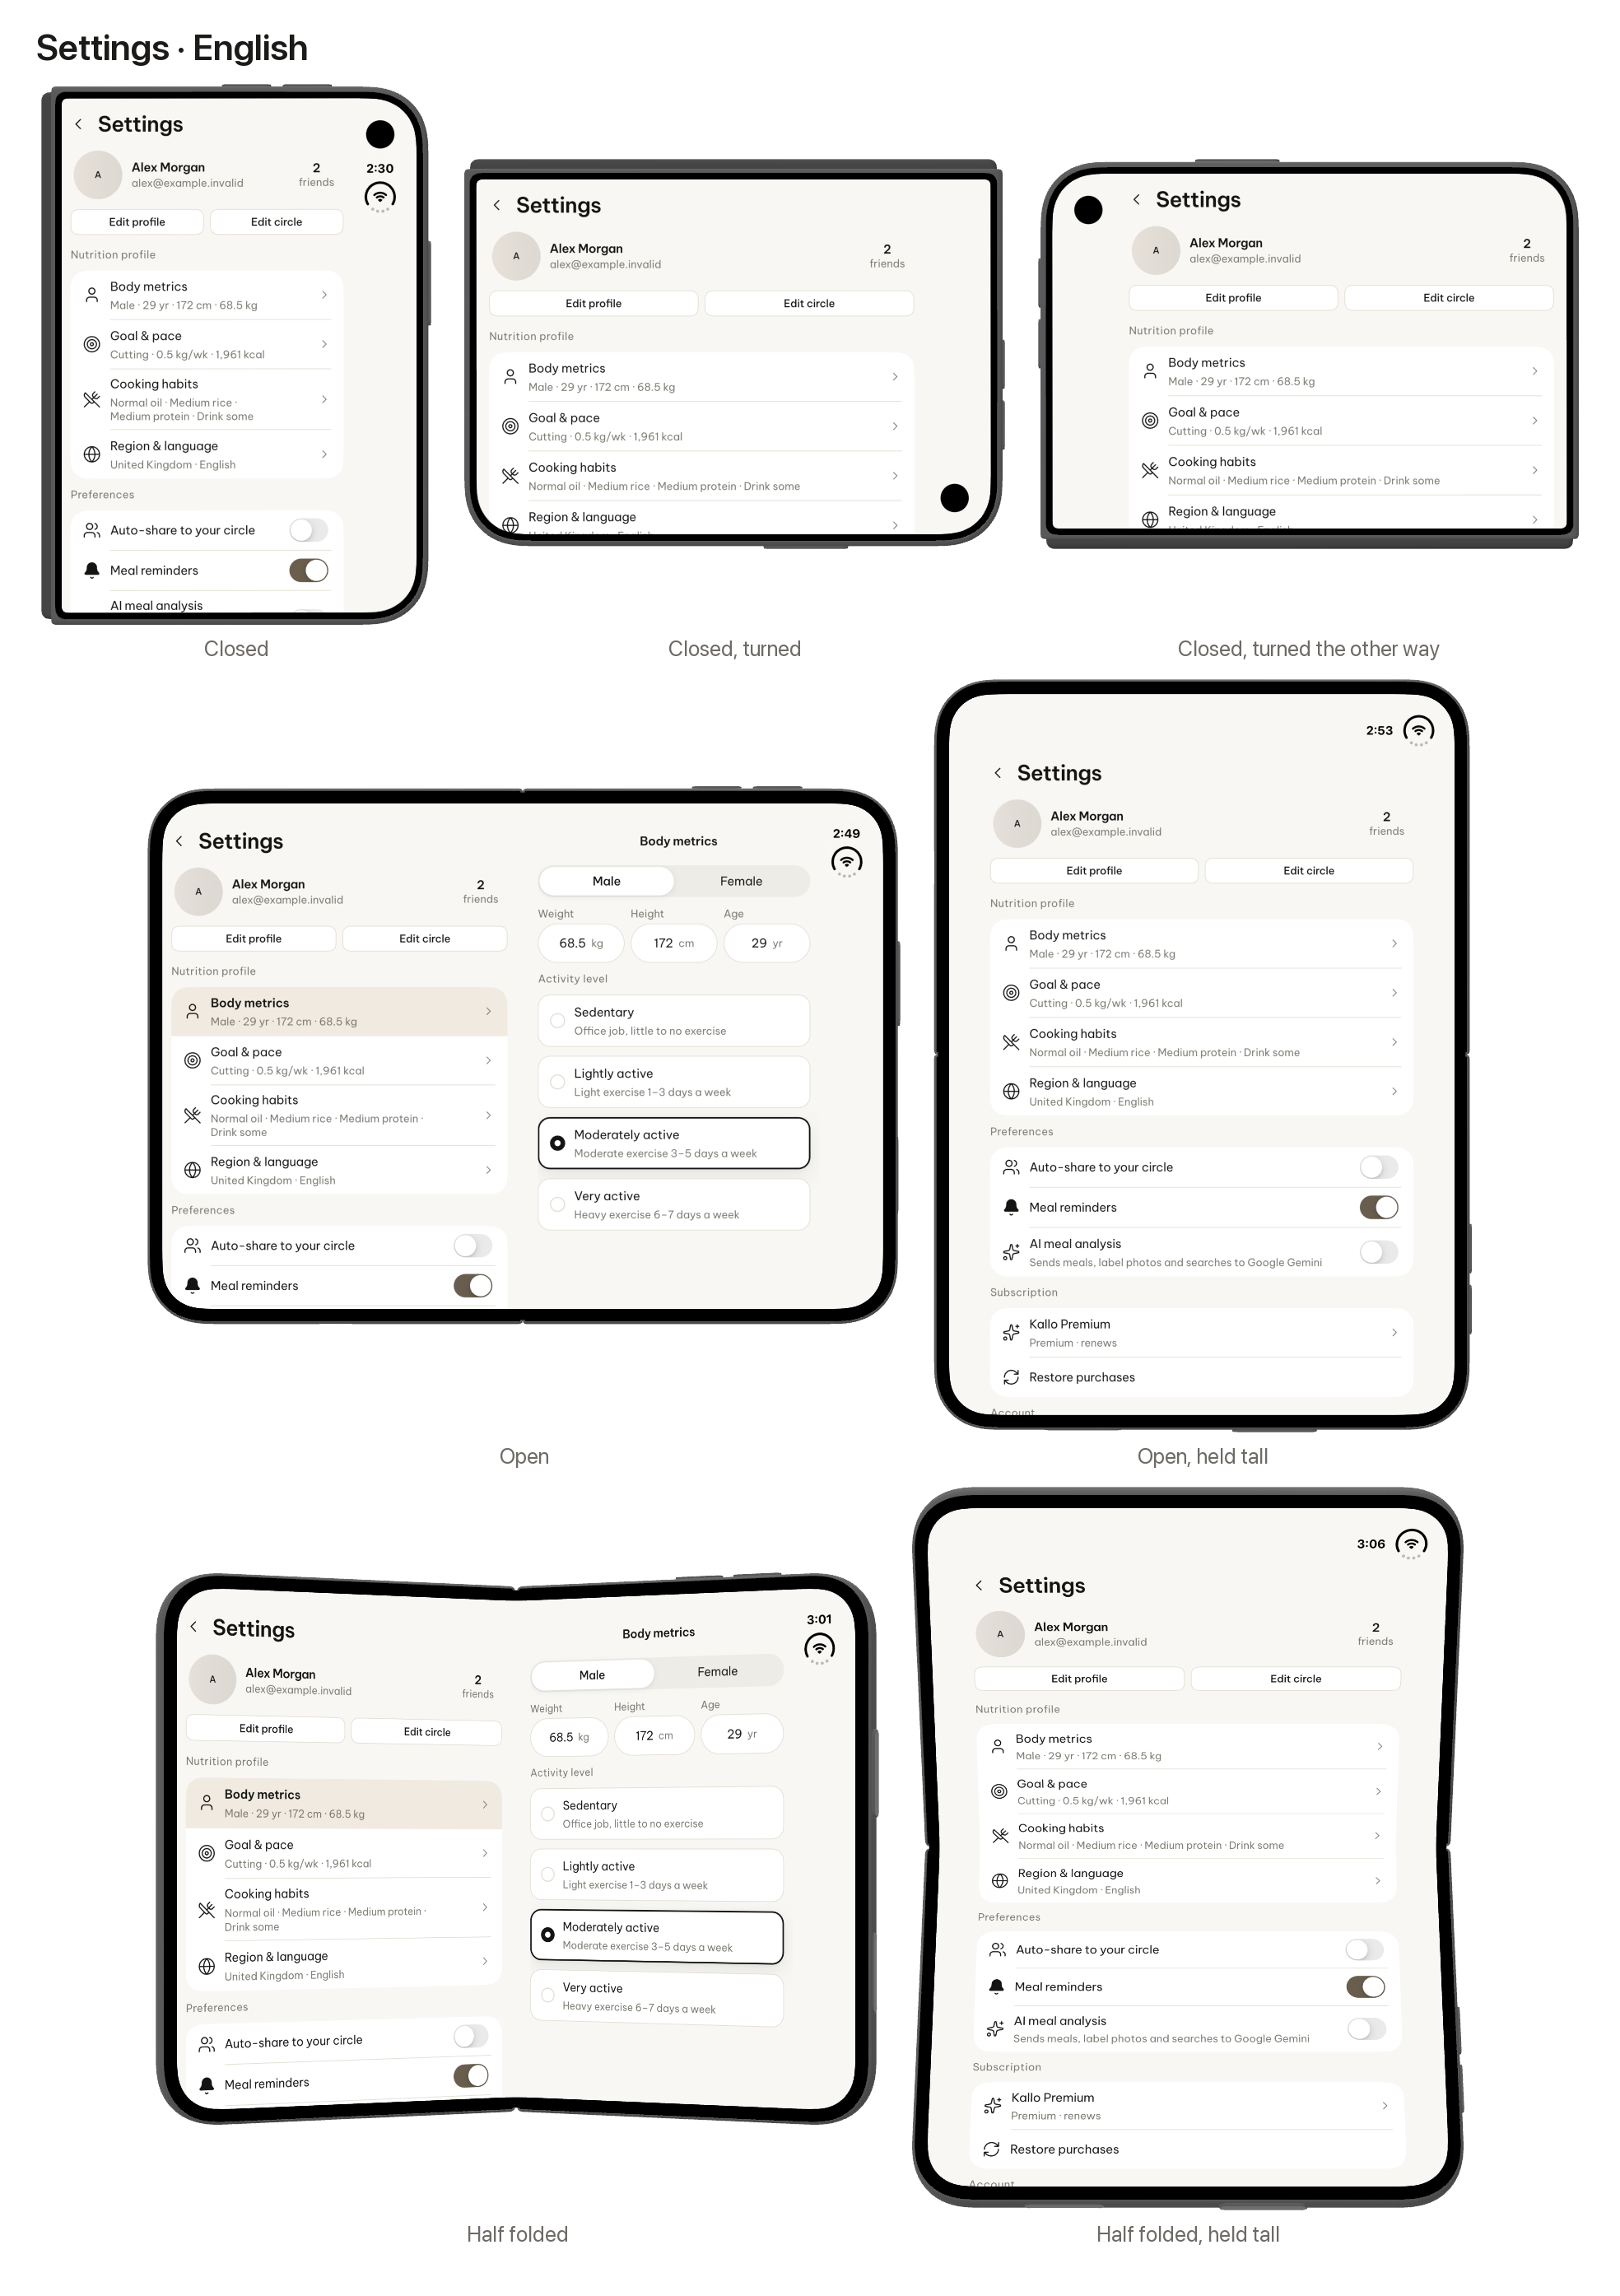 Settings · English
Settings
A
Alex Morgan
alex@example.invalid
2
friends
2:30
Edit profile
Edit circle
Nutrition profile
Body metrics
Male · 29 yr · 172 cm · 68.5 kg
Goal & pace
Cutting · 0.5 kg/wk · 1,961 kcal
Cooking habits
Normal oil · Medium rice ·
Medium protein · Drink some
Region & language
United Kingdom · English
Preferences
Auto-share to your circle
Meal reminders
AI meal analysis
Closed
Settings
A
Alex Morgan
alex@example.invalid
2
friends
Edit profile
Edit circle
Nutrition profile
Body metrics
Male · 29 yr · 172 cm · 68.5 kg
Goal & pace
Cutting · 0.5 kg/wk · 1,961 kcal
Cooking habits
Normal oil · Medium rice · Medium protein · Drink some
Region & language
Closed, turned
Settings
A
Alex Morgan
alex@example.invalid
2
friends
Edit profile
Edit circle
Nutrition profile
Body metrics
Male · 29 yr · 172 cm · 68.5 kg
Goal & pace
Cutting · 0.5 kg/wk · 1,961 kcal
Cooking habits
Normal oil · Medium rice · Medium protein · Drink some
Region & language
Closed, turned the other way
Settings
A
Alex Morgan
alex@example.invalid
2
friends
Edit profile
Edit circle
Nutrition profile
Body metrics
Male · 29 yr · 172 cm · 68.5 kg
Goal & pace
Cutting · 0.5 kg/wk · 1,961 kcal
Cooking habits
Normal oil · Medium rice · Medium protein ·
Drink some
Region & language
United Kingdom · English
Preferences
Auto-share to your circle
Meal reminders
Body metrics
2:49
Male
Female
Weight
Height
Age
68.5 kg
172 cm
29 yr
Activity level
Sedentary
Office job, little to no exercise
Lightly active
Light exercise 1–3 days a week
Moderately active
Moderate exercise 3–5 days a week
Very active
Heavy exercise 6–7 days a week
Open
2:53
Settings
A
Alex Morgan
alex@example.invalid
2
friends
Edit profile
Edit circle
Nutrition profile
Body metrics
Male · 29 yr · 172 cm · 68.5 kg
Goal & pace
Cutting · 0.5 kg/wk · 1,961 kcal
Cooking habits
Normal oil · Medium rice · Medium protein · Drink some
Region & language
United Kingdom · English
Preferences
Auto-share to your circle
Meal reminders
AI meal analysis
Sends meals, label photos and searches to Google Gemini
Subscription
Kallo Premium
Premium · renews
Restore purchases
Account
Open, held tall
Settings
A
Alex Morgan
alex@example.invalid
2
friends
Edit profile
Edit circle
Nutrition profile
Body metrics
Male · 29 yr · 172 cm · 68.5 kg
Goal & pace
Cutting · 0.5 kg/wk · 1,961 kcal
Cooking habits
Normal oil · Medium rice · Medium protein ·
Drink some
Region & language
United Kingdom · English
Preferences
Auto-share to your circle
Meal reminders
Body metrics
3:01
Male
Female
Weight
Height
Age
68.5 kg
172 cm
29 yr
Activity level
Sedentary
Office job, little to no exercise
Lightly active
Light exercise 1–3 days a week
Moderately active
Moderate exercise 3–5 days a week
Very active
Heavy exercise 6–7 days a week
Half folded
3:06
Settings
A
Alex Morgan
alex@example.invalid
2
friends
Edit profile
Edit circle
Nutrition profile
Body metrics
Male · 29 yr · 172 cm · 68.5 kg
Goal & pace
Cutting · 0.5 kg/wk · 1,961 kcal
Cooking habits
Normal oil · Medium rice · Medium protein · Drink some
Region & language
United Kingdom · English
Preferences
Auto-share to your circle
Meal reminders
AI meal analysis
Sends meals, label photos and searches to Google Gemini
Subscription
Kallo Premium
Premium · renews
Restore purchases
Account
Half folded, held tall